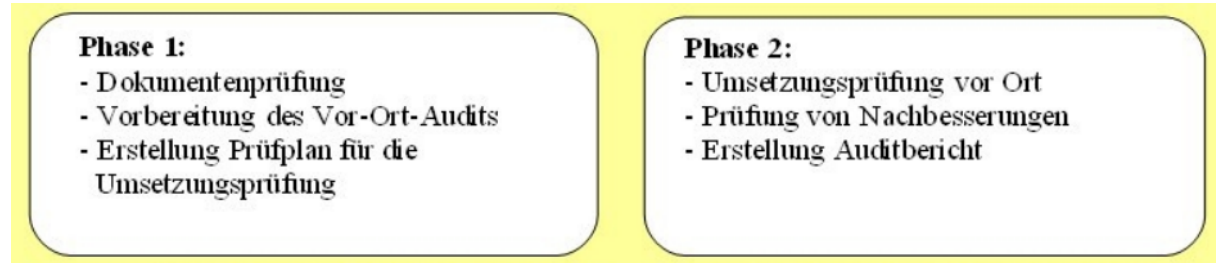 Phase 1:
- Dokumentenprüfung
- Vorbereitung des Vor-Ort-Audits
- Erstellung Prüfplan für die
Umsetzungsprüfung
Phase 2:
- Umsetzungsprüfung vor Ort
- Prüfung von Nachbesserungen
- Erstellung Auditbericht